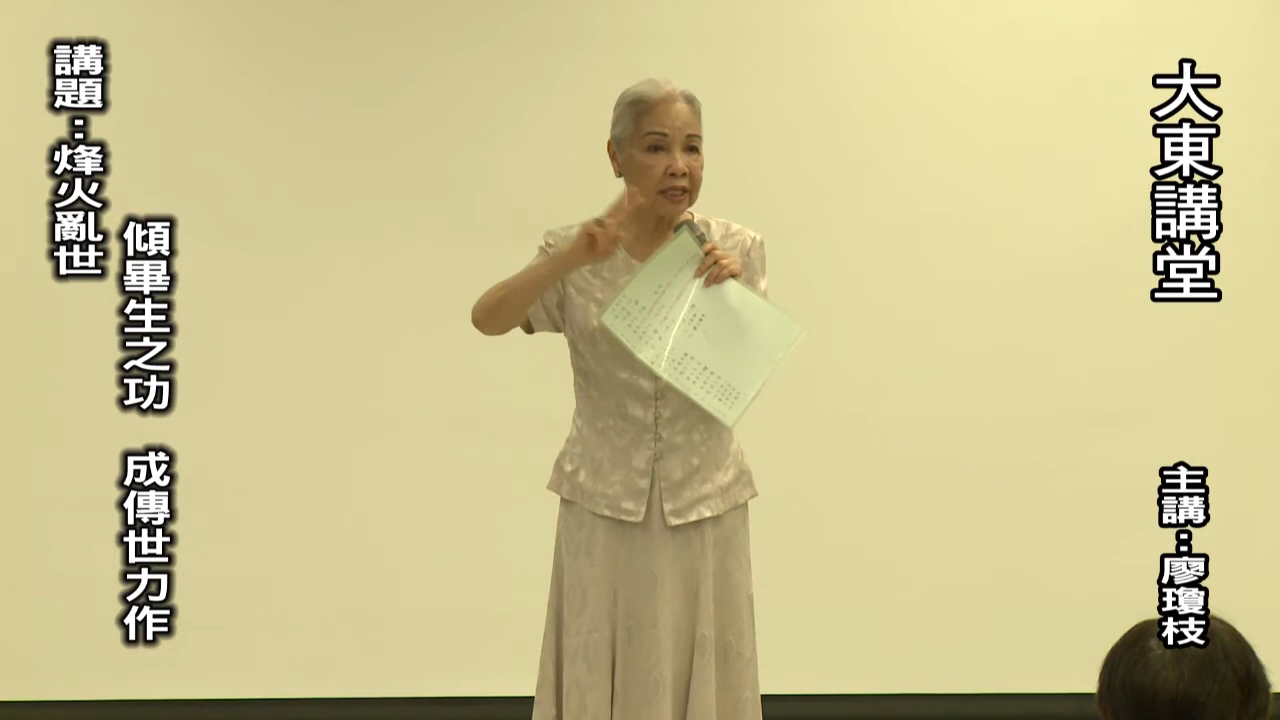 大東講堂
主講：廖瓊枝
講題：烽火亂世
傾畢生之功　成傳世力作